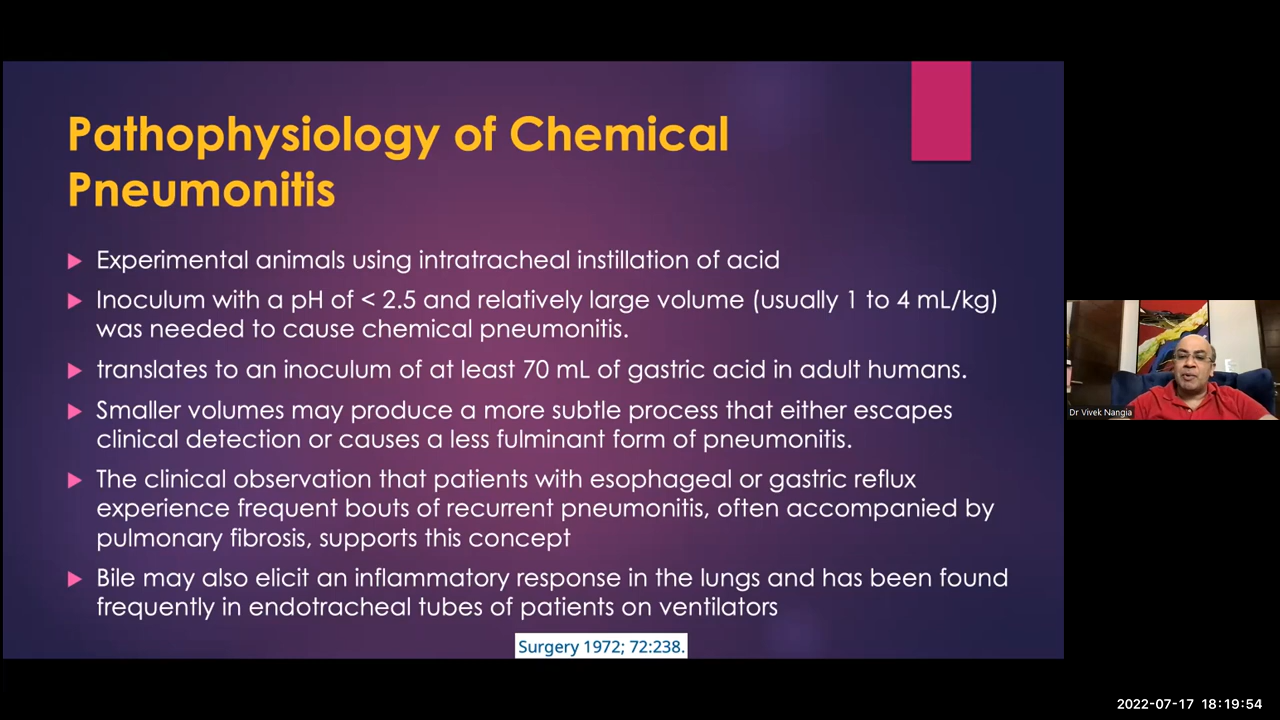 Pathophysiology of Chemical
Pneumonitis
Experimental animals using intratracheal instillation of acid
Inoculum with a pH of < 2.5 and relatively large volume (usually 1 to 4 mL/kg)
was needed to cause chemical pneumonitis.
translates to an inoculum of at least 70 mL of gastric acid in adult humans.
Smaller volumes may produce a more subtle process that either escapes
clinical detection or causes a less fulminant form of pneumonitis.
The clinical observation that patients with esophageal or gastric reflux
experience frequent bouts of recurrent pneumonitis, often accompanied by
pulmonary fibrosis, supports this concept
Bile may also elicit an inflammatory response in the lungs and has been found
frequently in endotracheal tubes of patients on ventilators
Surgery 1972; 72:238.
Dr Vivek Nangia
2022-07-17 18:19:54